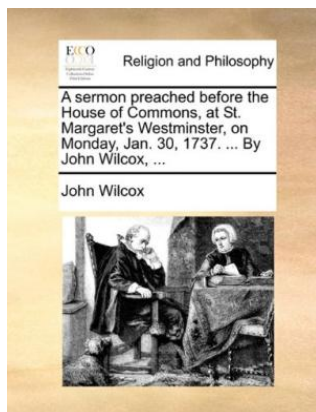 ECCO
Religion and Philosophy
A sermon preached before the
House of Commons, at St.
Margaret's Westminster, on
Monday, Jan. 30, 1737. ... By
John Wilcox, ...
John Wilcox